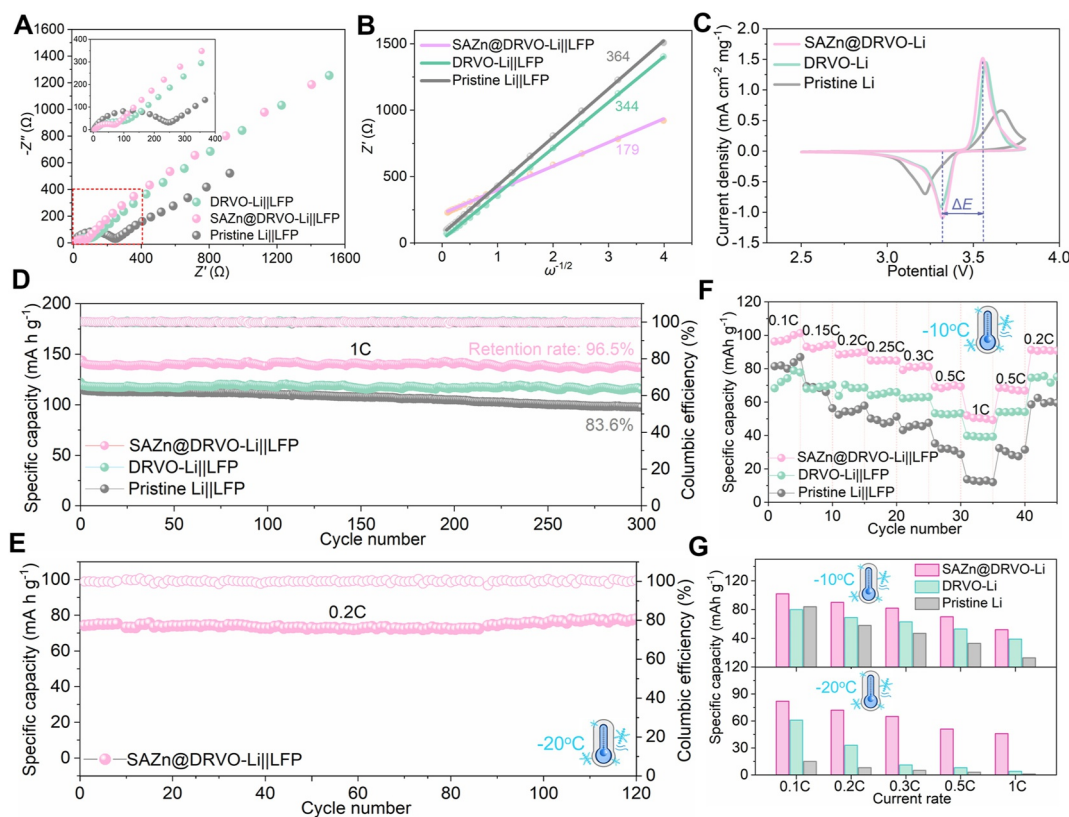 A
1600
1400
1200
1000
800
600
400
200
0
-Z″ (Ω)
400
300
200
100
0
0 100 200 300 400
DRVO-Li||LFP
SAZn@DRVO-Li||LFP
Pristine Li||LFP
0 400 800 1200 1600
Z′ (Ω)
B
1500
1000
500
0
Z′ (Ω)
SAZn@DRVO-Li||LFP
DRVO-Li||LFP
Pristine Li||LFP
364
344
179
0 1 2 3 4
ω-1/2
C
1.5
1.0
0.5
0.0
-0.5
-1.0
-1.5
Current density (mA cm-2 mg-1)
SAZn@DRVO-Li
DRVO-Li
Pristine Li
ΔE
2.5 3.0 3.5 4.0
Potential (V)
D
200
175
150
125
100
75
50
25
0
Specific capacity (mA h g-1)
1C
Retention rate: 96.5%
83.6%
SAZn@DRVO-Li||LFP
DRVO-Li||LFP
Pristine Li||LFP
100
80
60
40
20
0
Columbic efficiency (%)
0 50 100 150 200 250 300
Cycle number
E
100
80
60
40
20
0
Specific capacity (mA h g-1)
0.2C
-20°C
SAZn@DRVO-Li||LFP
100
80
60
40
20
0
Columbic efficiency (%)
0 20 40 60 80 100 120
Cycle number
F
120
100
80
60
40
20
0
Specific capacity (mAh g-1)
0.1C
0.15C
0.2C
0.25C
0.3C
0.5C
1C
0.5C
0.2C
-10°C
SAZn@DRVO-Li||LFP
DRVO-Li||LFP
Pristine Li||LFP
0 10 20 30 40
Cycle number
G
120
80
40
120
90
60
30
0
Specific capacity (mAh g-1)
-10°C
SAZn@DRVO-Li
DRVO-Li
Pristine Li
-20°C
0.1C 0.2C 0.3C 0.5C 1C
Current rate